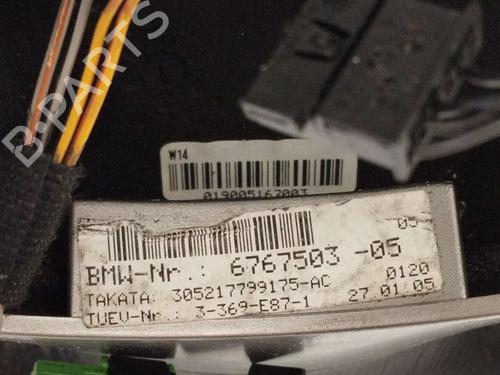 B-PARTS
W14
019005167003
05
BMW-Nr.: 6767503 -05
TAKATA: 305217799175-AC 0120
TUEV-Nr.: 3-369-E87-1 27.01.05